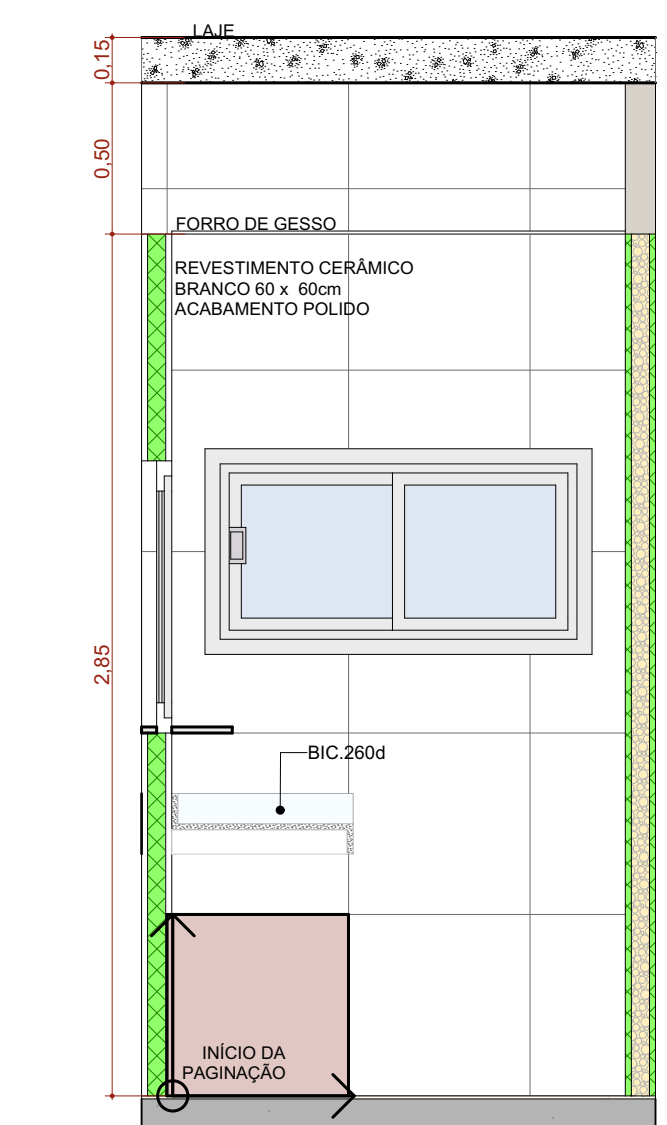 LAJE
0,15
0,50
FORRO DE GESSO
REVESTIMENTO CERÂMICO
BRANCO 60 x  60cm
ACABAMENTO POLIDO
2,85
BIC.260d
INÍCIO DA
PAGINAÇÃO